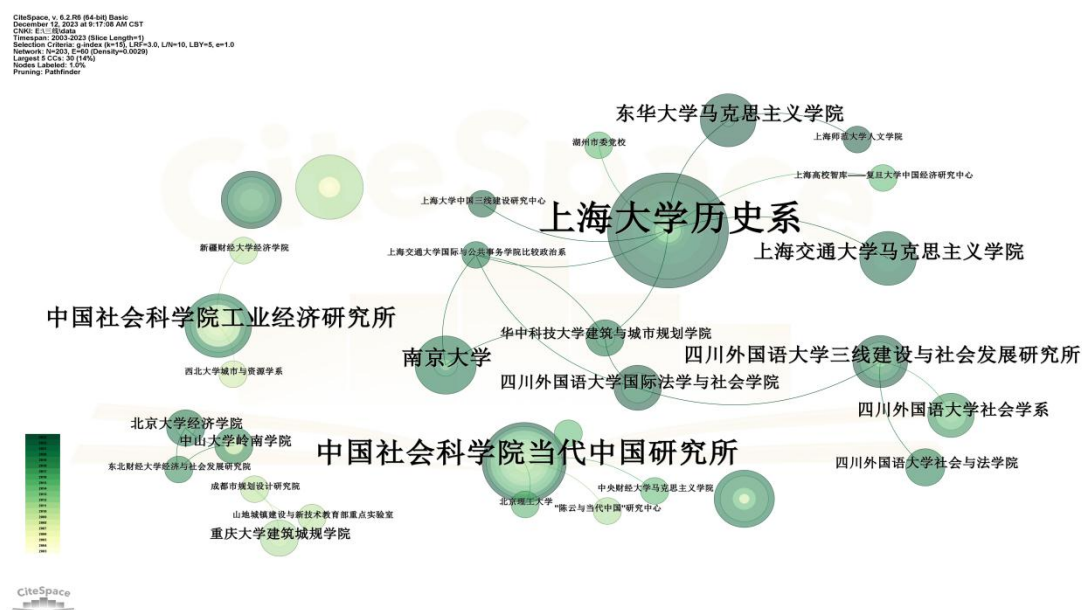 CiteSpace, v. 6.2.R6 (64-bit) Basic
December 12, 2023 at 9:17:08 AM CST
CNKI: E:\三线\data
Timespan: 2003-2023 (Slice Length=1)
Selection Criteria: g-index (k=15), LRF=3.0, L/N=10, LBY=5, e=1.0
Network: N=203, E=60 (Density=0.0029)
Largest 5 CCs: 30 (14%)
Nodes Labeled: 1.0%
Pruning: Pathfinder
CiteSpace
东华大学马克思主义学院
上海师范大学人文学院
湖州市委党校
上海高校智库——复旦大学中国经济研究中心
上海大学中国三线建设研究中心
上海大学历史系
新疆财经大学经济学院
上海交通大学国际与公共事务学院比较政治系
上海交通大学马克思主义学院
中国社会科学院工业经济研究所
华中科技大学建筑与城市规划学院
南京大学
四川外国语大学三线建设与社会发展研究所
西北大学城市与资源学系
四川外国语大学国际法学与社会学院
四川外国语大学社会学系
北京大学经济学院
中山大学岭南学院
中国社会科学院当代中国研究所
东北财经大学经济与社会发展研究院
四川外国语大学社会与法学院
成都市规划设计研究院
中央财经大学马克思主义学院
北京理工大学
"陈云与当代中国"研究中心
山地城镇建设与新技术教育部重点实验室
重庆大学建筑城规学院
CiteSpace